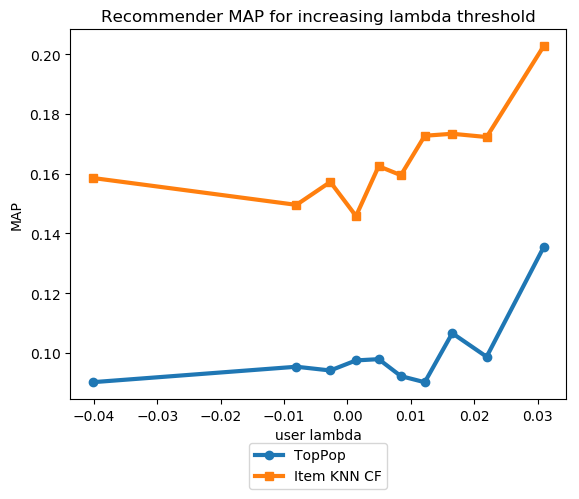 Recommender MAP for increasing lambda threshold
0.20
0.18
0.16
0.14
0.12
0.10
MAP
−0.04 −0.03 −0.02 −0.01 0.00 0.01 0.02 0.03
user lambda
TopPop
Item KNN CF